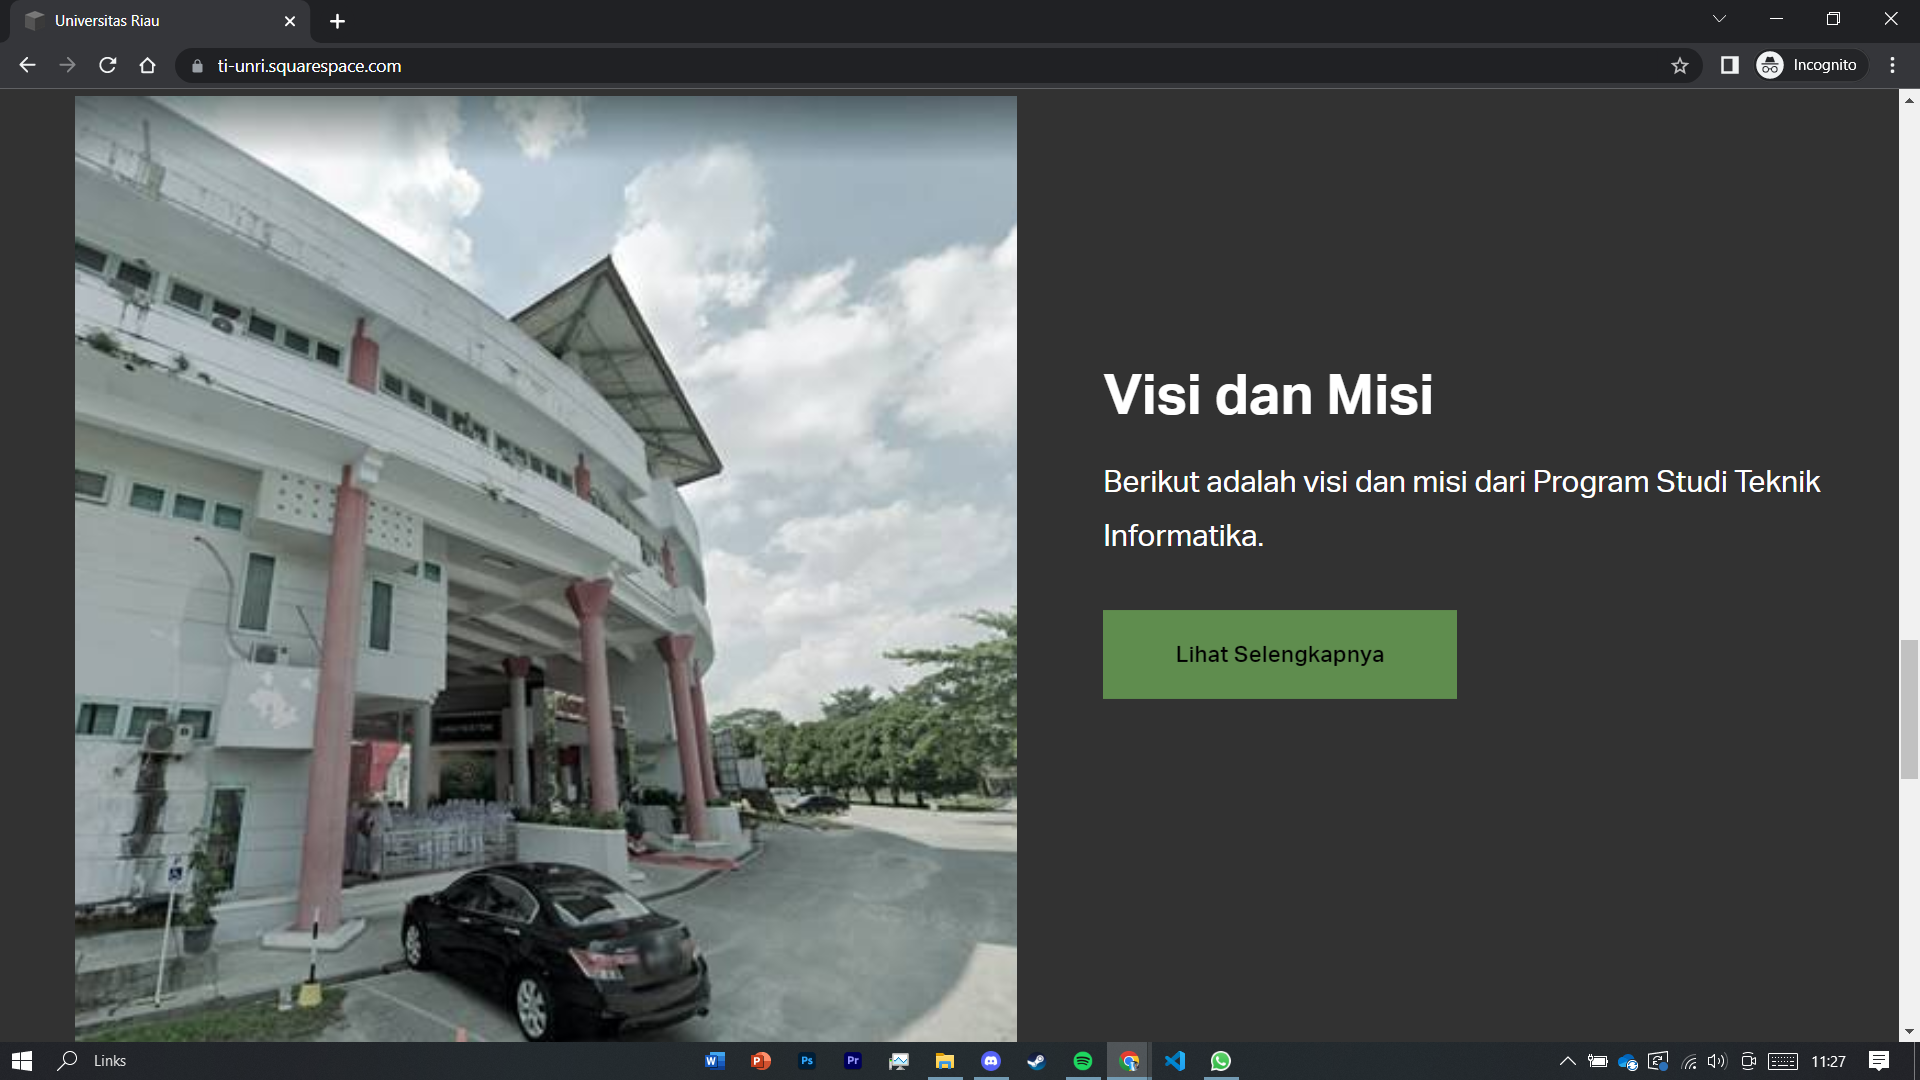 Universitas Riau
ti-unri.squarespace.com
Incognito
Visi dan Misi
Berikut adalah visi dan misi dari Program Studi Teknik
Informatika.
Lihat Selengkapnya
Links
11:27